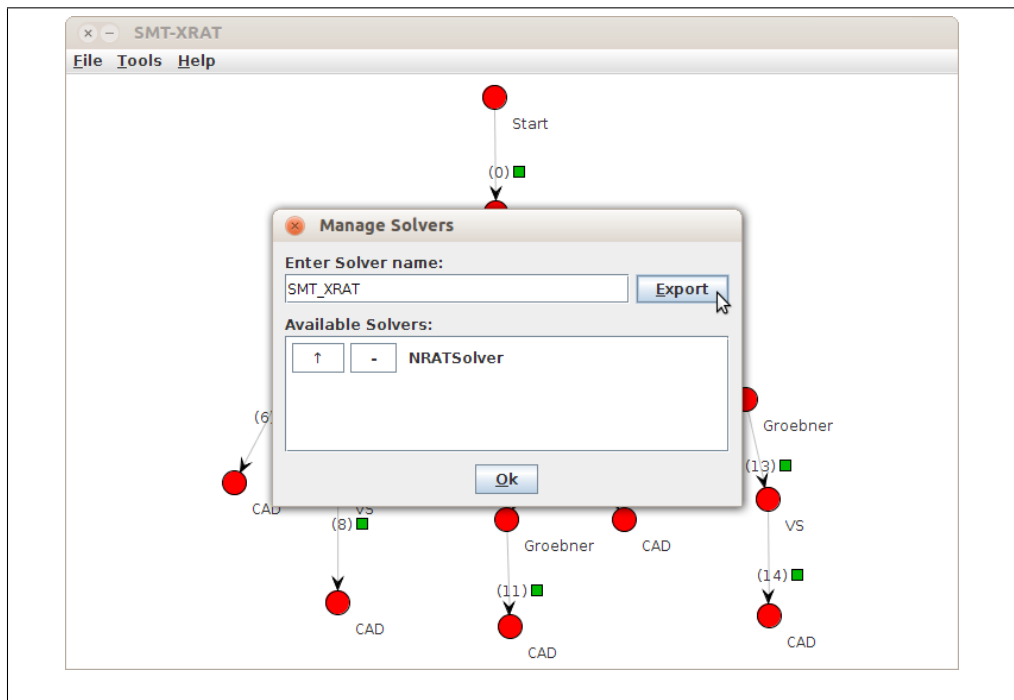 SMT-XRAT
File Tools Help
Start
(0)
Manage Solvers
Enter Solver name:
SMT_XRAT
Export
Available Solvers:
↑ - NRATSolver
Ok
(6)
Groebner
(13)
CAD
VS
(8)
Groebner
CAD
VS
(11)
(14)
CAD
CAD
CAD